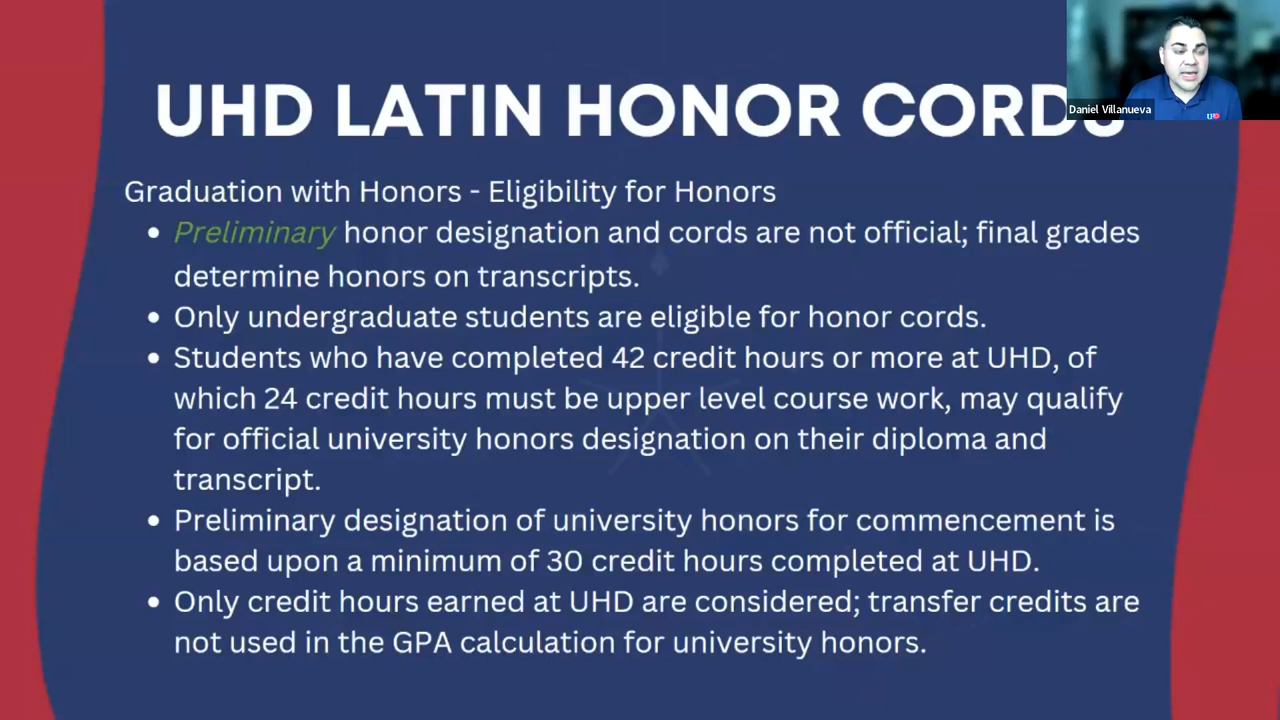 UHD LATIN HONOR CORDS
Daniel Villanueva
Graduation with Honors - Eligibility for Honors
• Preliminary honor designation and cords are not official; final grades
determine honors on transcripts.
• Only undergraduate students are eligible for honor cords.
• Students who have completed 42 credit hours or more at UHD, of
which 24 credit hours must be upper level course work, may qualify
for official university honors designation on their diploma and
transcript.
• Preliminary designation of university honors for commencement is
based upon a minimum of 30 credit hours completed at UHD.
• Only credit hours earned at UHD are considered; transfer credits are
not used in the GPA calculation for university honors.